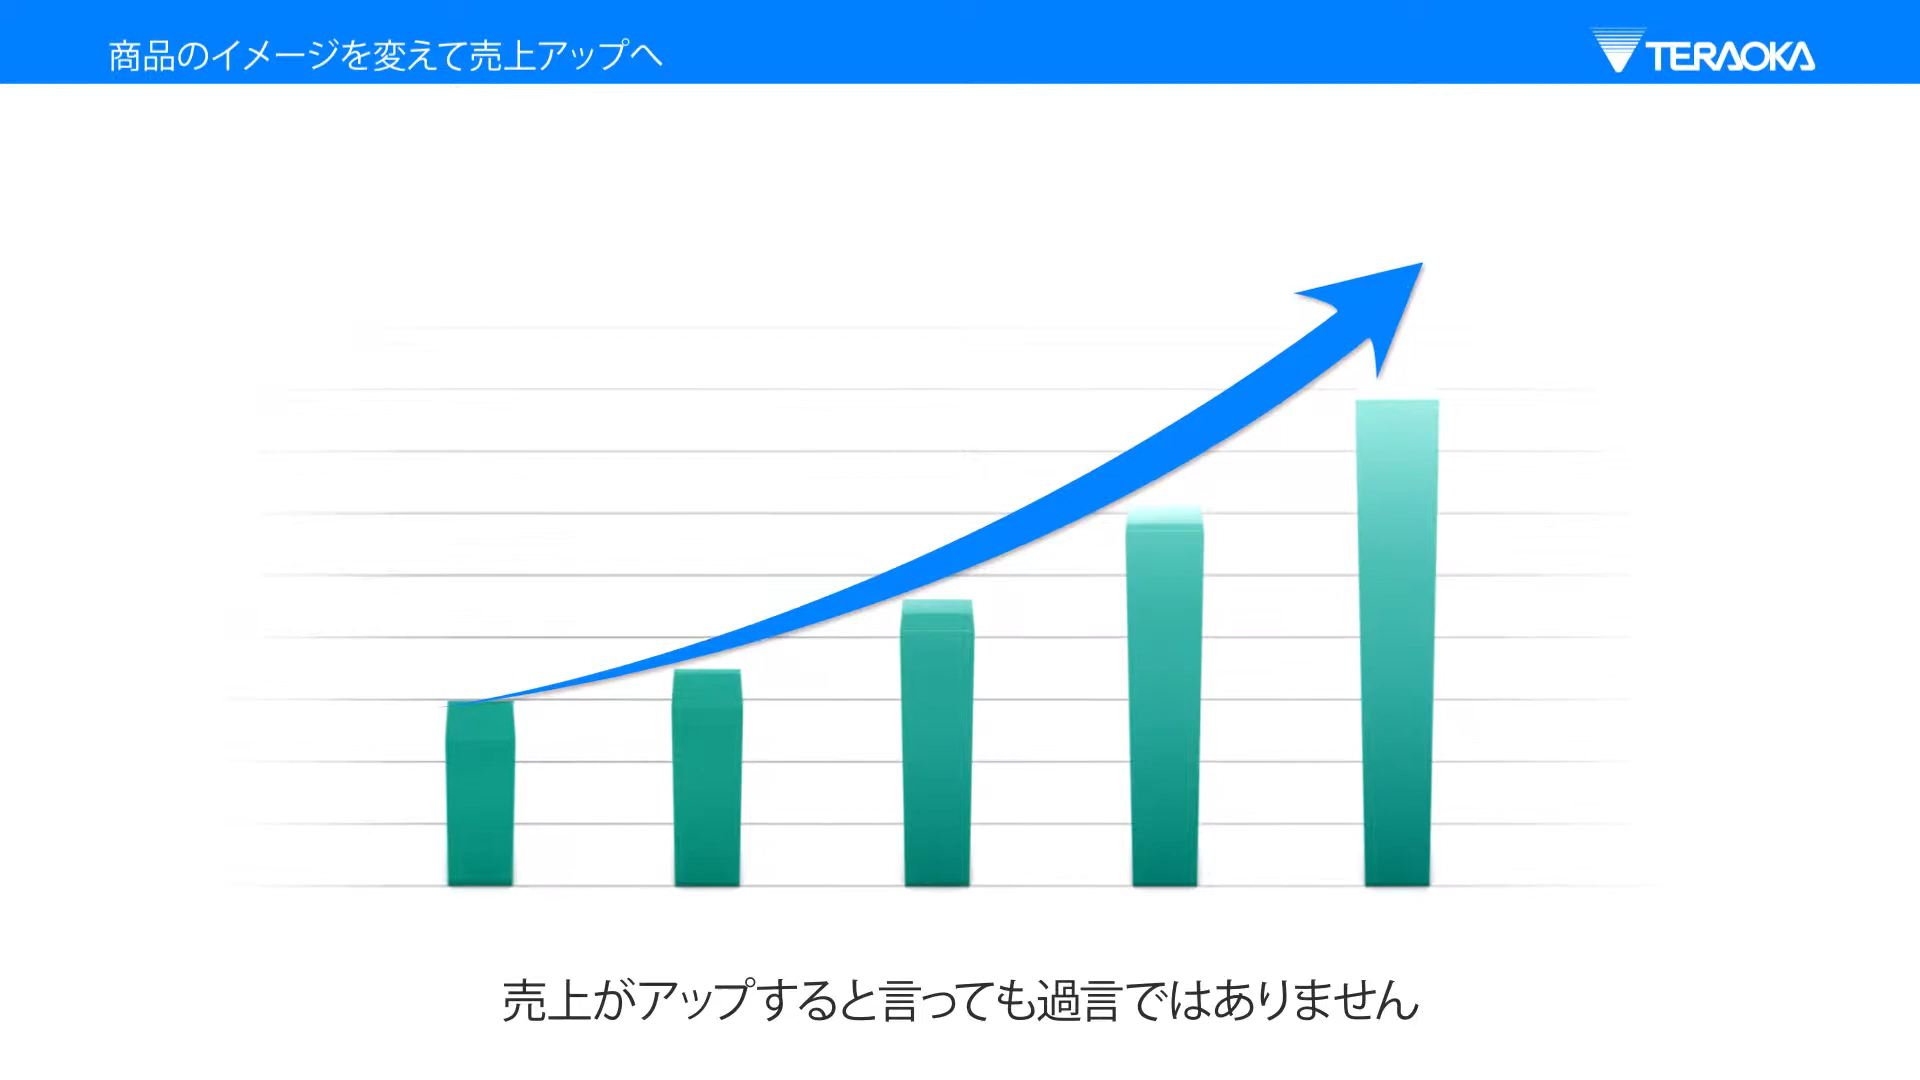 商品のイメージを変えて売上アップへ
TERAOKA
売上がアップすると言っても過言ではありません